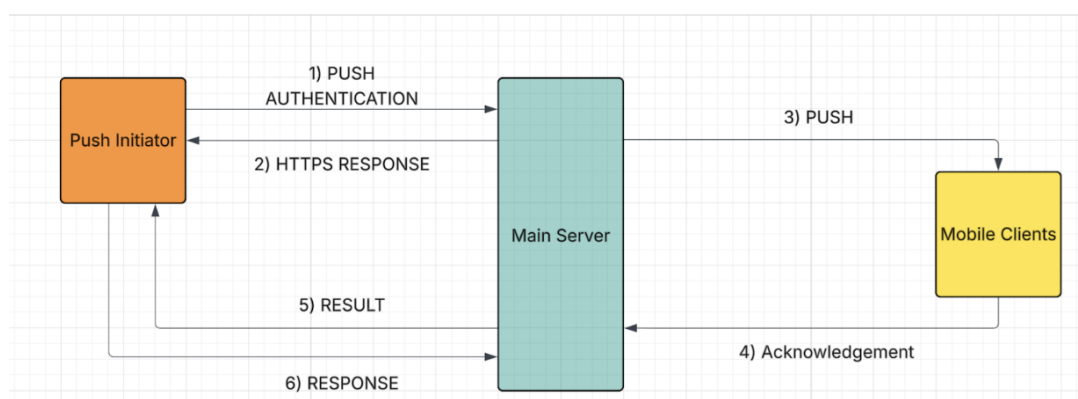 1) PUSH
AUTHENTICATION
Push Initiator
2) HTTPS RESPONSE
3) PUSH
Main Server
Mobile Clients
5) RESULT
4) Acknowledgement
6) RESPONSE